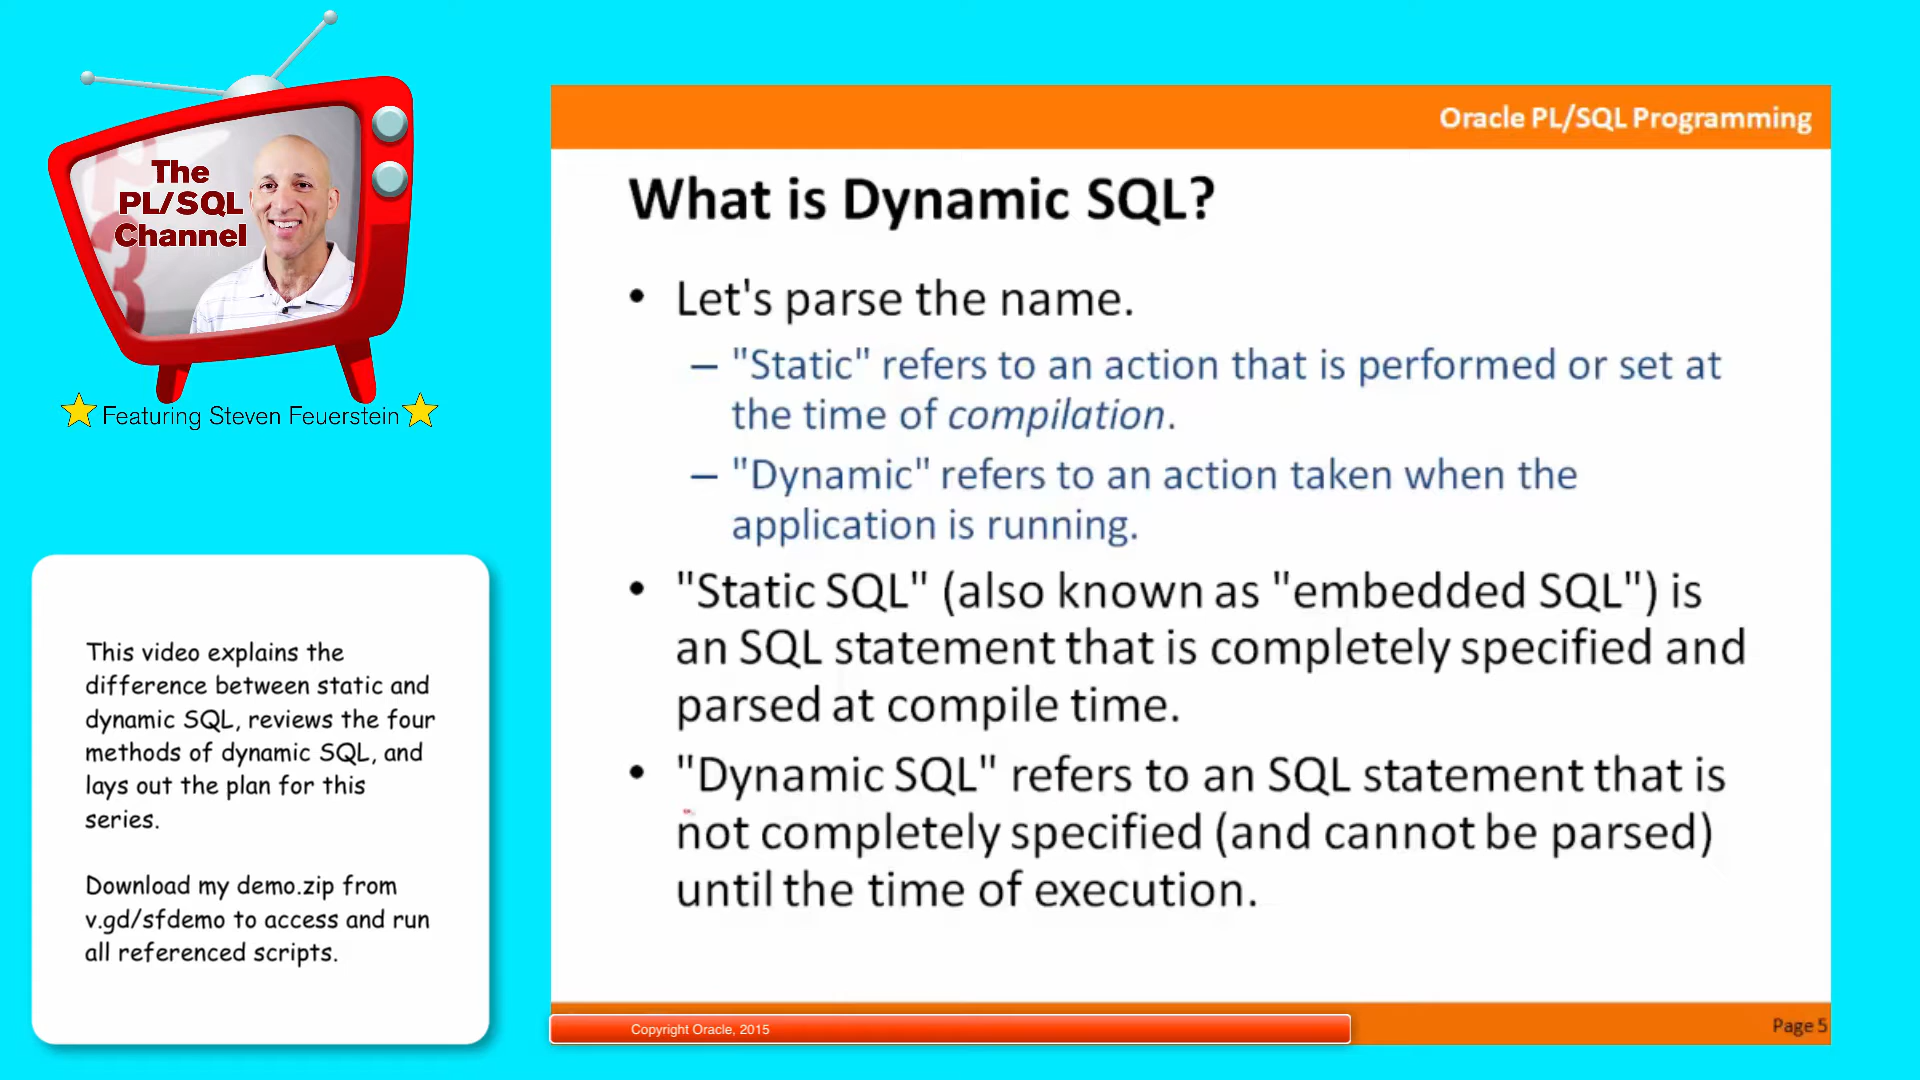 The
PL/SQL
Channel
Featuring Steven Feuerstein
This video explains the
difference between static and
dynamic SQL, reviews the four
methods of dynamic SQL, and
lays out the plan for this
series.
Download my demo.zip from
v.gd/sfdemo to access and run
all referenced scripts.
Oracle PL/SQL Programming
What is Dynamic SQL?
• Let's parse the name.
– "Static" refers to an action that is performed or set at
the time of compilation.
– "Dynamic" refers to an action taken when the
application is running.
• "Static SQL" (also known as "embedded SQL") is
an SQL statement that is completely specified and
parsed at compile time.
• "Dynamic SQL" refers to an SQL statement that is
not completely specified (and cannot be parsed)
until the time of execution.
Copyright Oracle, 2015
Page 5